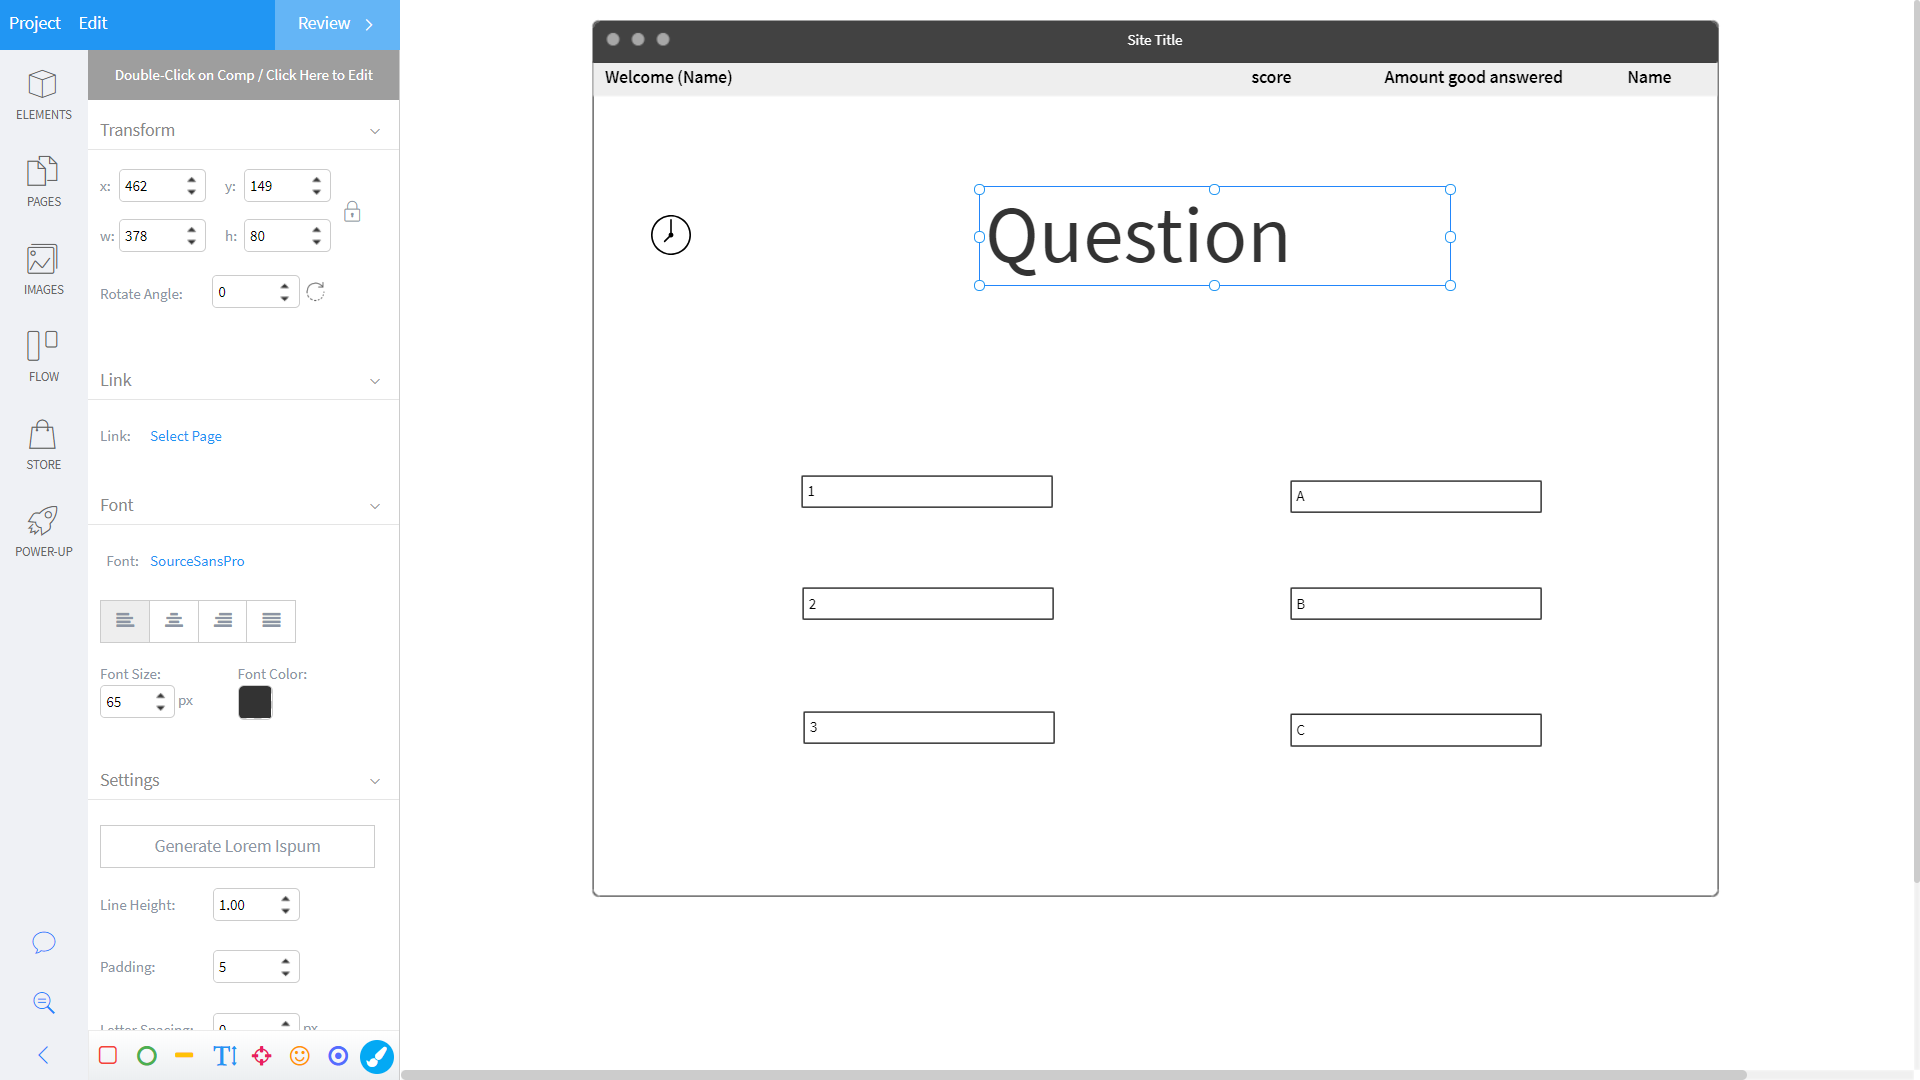 Project Edit Review
Double-Click on Comp / Click Here to Edit
ELEMENTS
PAGES
IMAGES
FLOW
STORE
POWER-UP
Transform
x: 462 y: 149
w: 378 h: 80
Rotate Angle: 0
Link
Link: Select Page
Font
Font: SourceSansPro
Font Size: Font Color:
65 px
Settings
Generate Lorem Ispum
Line Height: 1.00
Padding: 5
Letter Spacing: 0 px
Site Title
Welcome (Name) score Amount good answered Name
Question
1 A
2 B
3 C